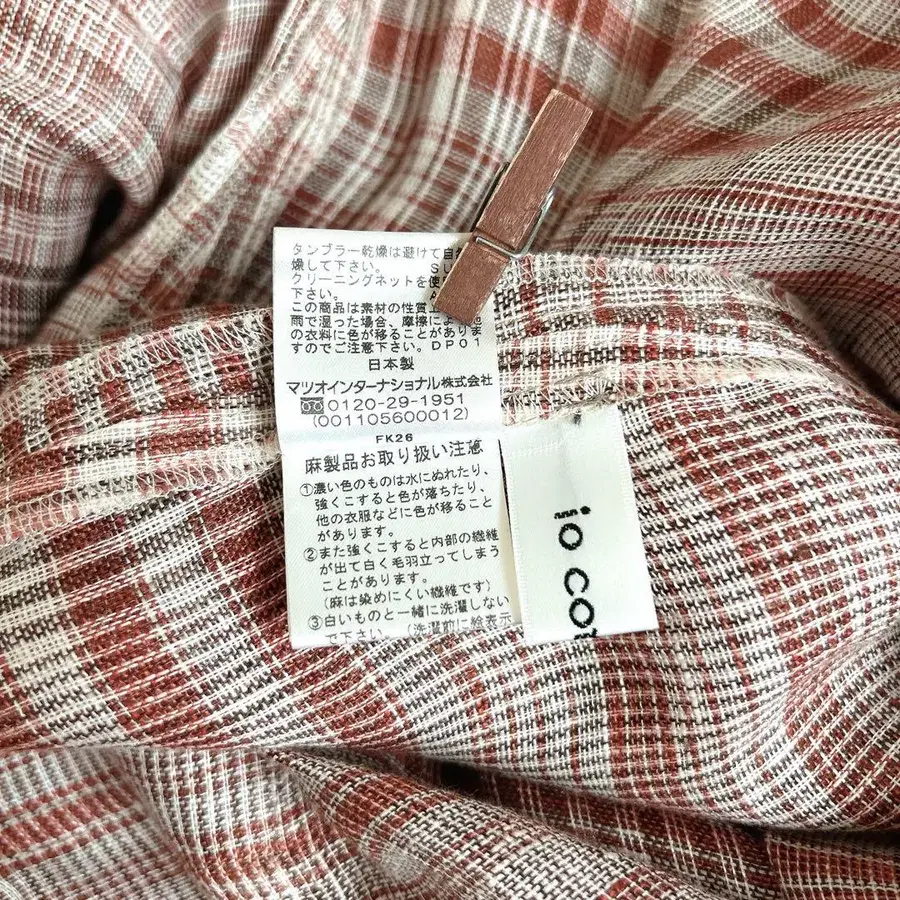 タンブラー乾燥は避けて自
燥して下さい。 SU
クリーニングネットを使
下さい。 A
この商品は素材の性質上
雨で湿った場合、摩擦によ 他
の衣料に色が移ることがありま
すのでご注意下さい。DP01
日本製
マツオインターナショナル株式会社
0120-29-1951
(001105600012)
FK26
麻製品お取り扱い注意
①濃い色のものは水にぬれたり、
強くこすると色が落ちたり、
他の衣服などに色が移ること
があります。
②また強くこすると内部の繊維
が出て白く毛羽立ってしまう
ことがあります。
(麻は染めにくい繊維です)
③白いものと一緒に洗濯しない
で下さい。(洗濯前に絵表示
io co